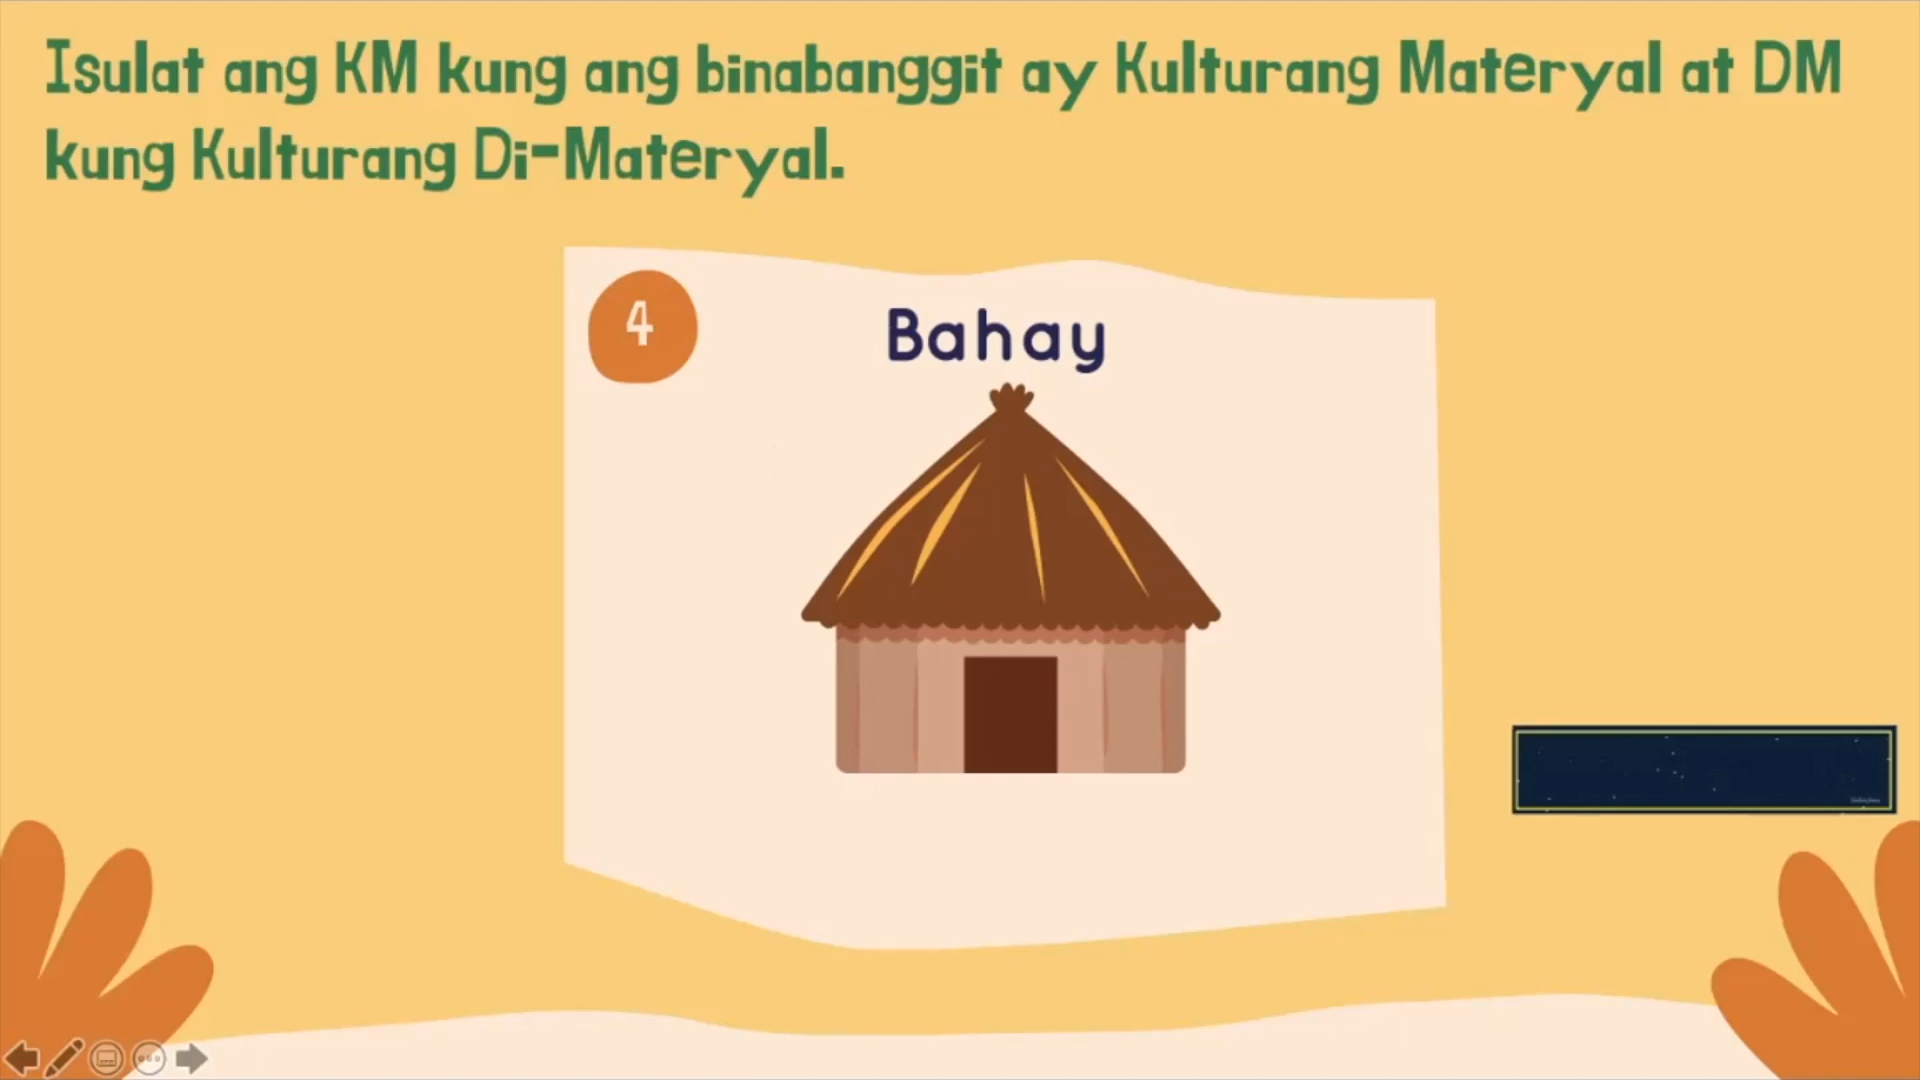 Isulat ang KM kung ang binabanggit ay Kulturang Materyal at DM
kung Kulturang Di-Materyal.
4
Bahay